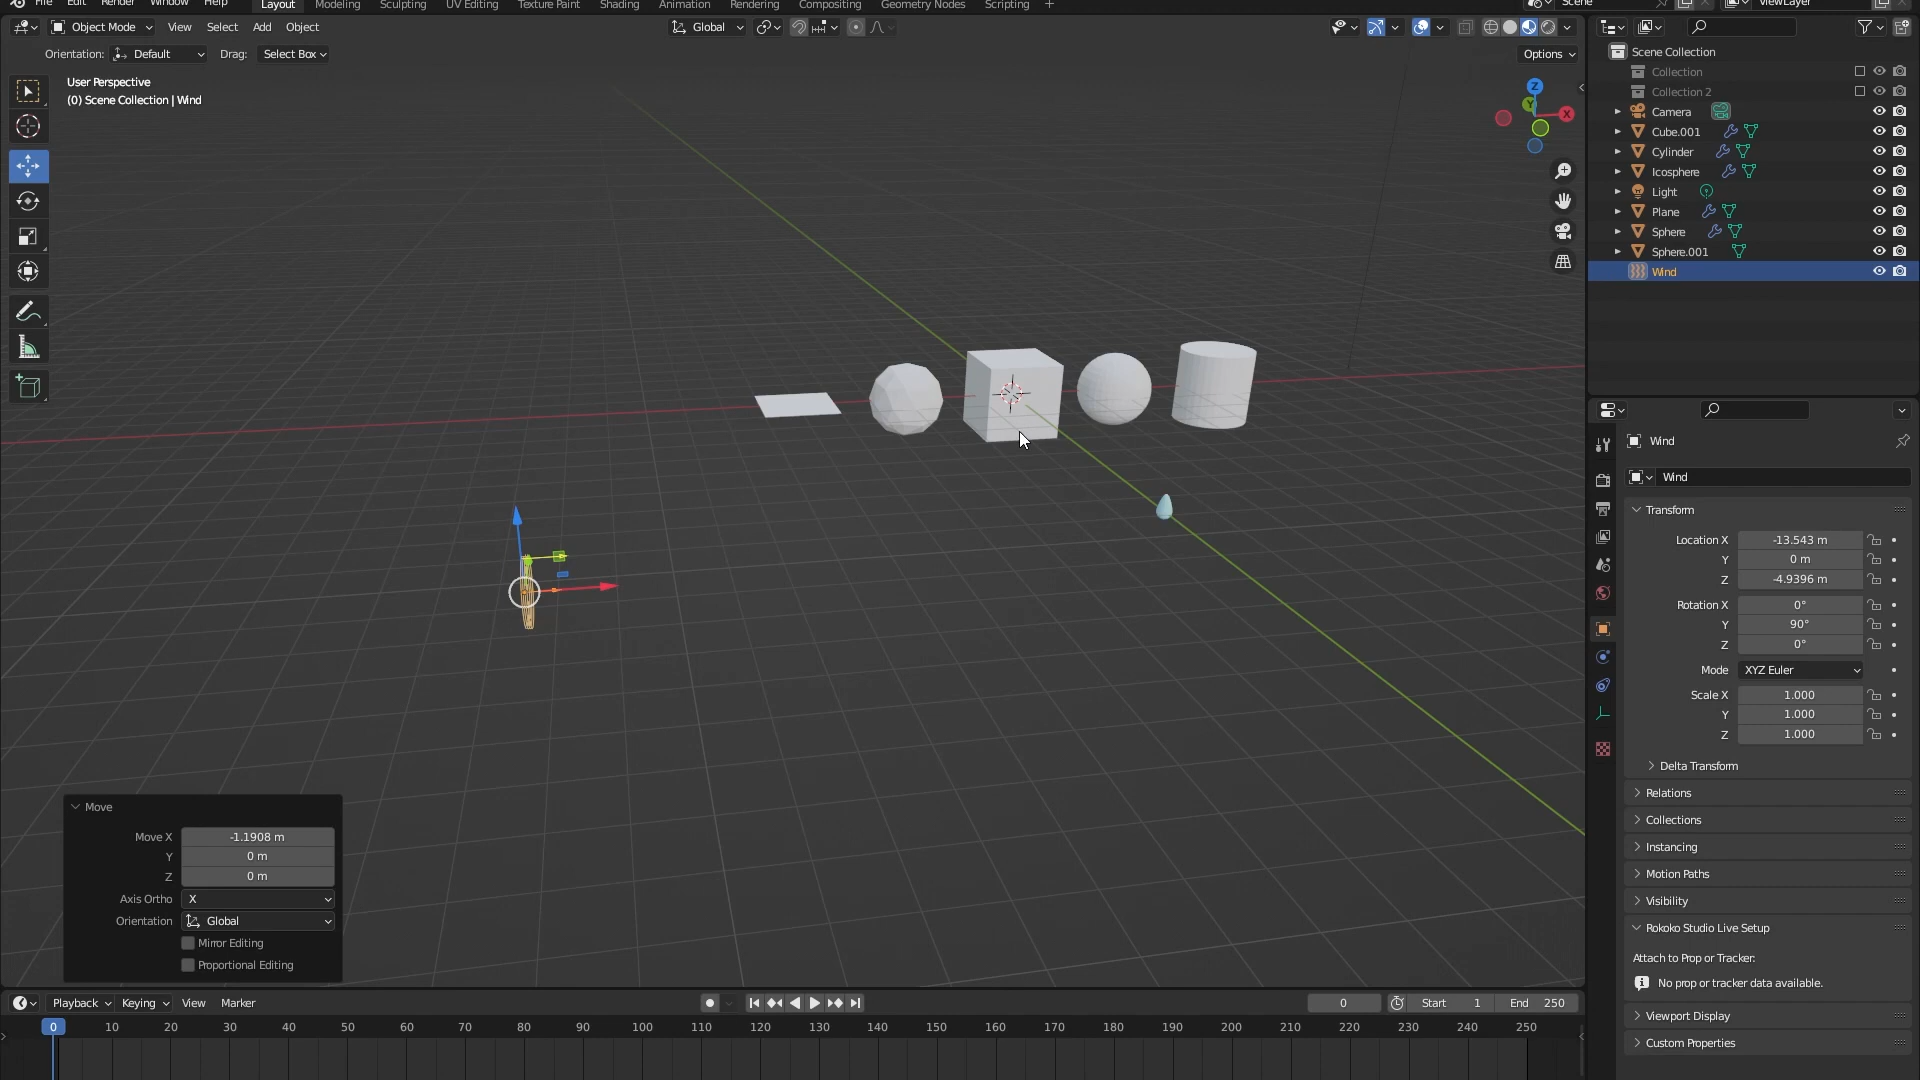 File Edit Render Window Help Layout Modeling Sculpting UV Editing Texture Paint Shading Animation Rendering Compositing Geometry Nodes Scripting + Scene ViewLayer
Object Mode View Select Add Object Global
Orientation: Default Drag: Select Box Options
User Perspective
(0) Scene Collection | Wind
Z
Y
X
Scene Collection
Collection
Collection 2
Camera
Cube.001
Cylinder
Icosphere
Light
Plane
Sphere
Sphere.001
Wind
Wind
Wind
Transform
Location X -13.543 m
Y 0 m
Z -4.9396 m
Rotation X 0°
Y 90°
Z 0°
Mode XYZ Euler
Scale X 1.000
Y 1.000
Z 1.000
Delta Transform
Relations
Collections
Instancing
Motion Paths
Visibility
Rokoko Studio Live Setup
Attach to Prop or Tracker:
No prop or tracker data available.
Viewport Display
Custom Properties
Move
Move X -1.1908 m
Y 0 m
Z 0 m
Axis Ortho X
Orientation Global
Mirror Editing
Proportional Editing
Playback Keying View Marker 0 Start 1 End 250
0 10 20 30 40 50 60 70 80 90 100 110 120 130 140 150 160 170 180 190 200 210 220 230 240 250